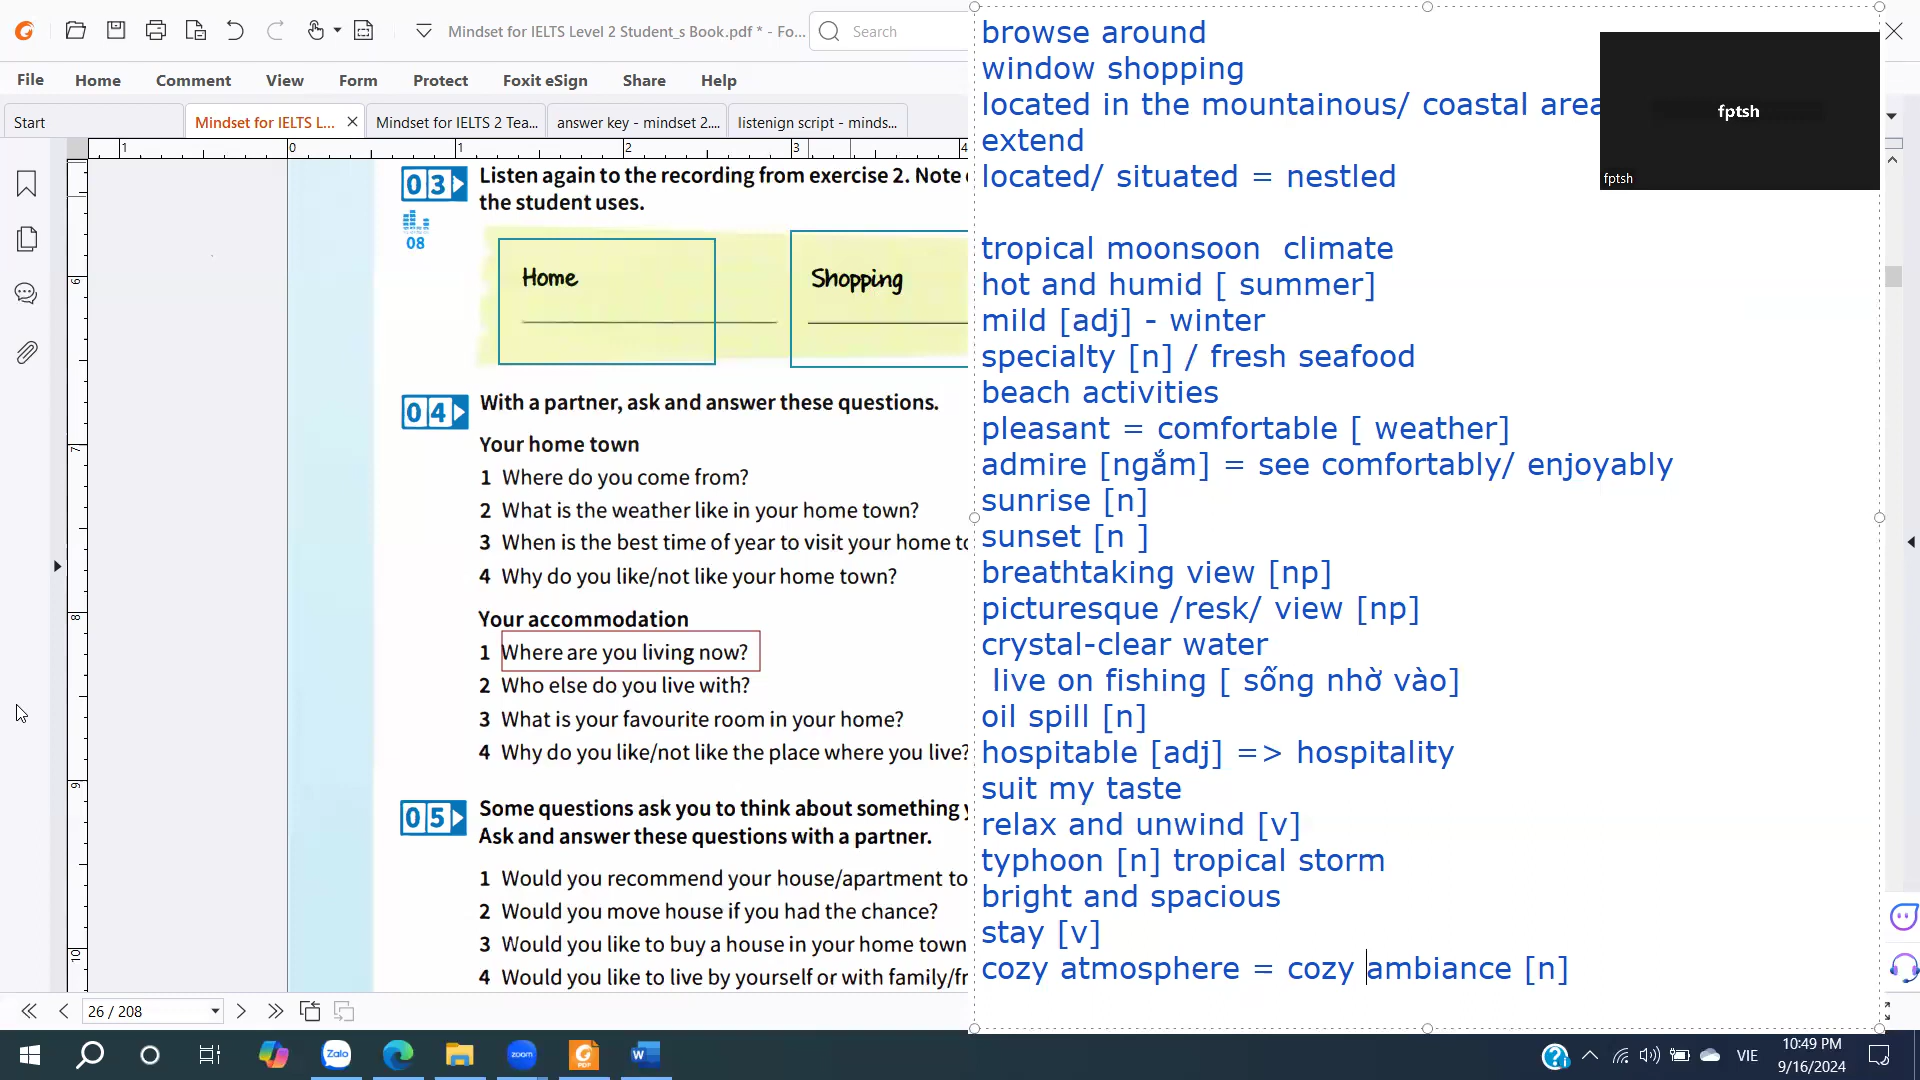 Mindset for IELTS Level 2 Student_s Book.pdf * - Fo...
Search
File
Home
Comment
View
Form
Protect
Foxit eSign
Share
Help
Start
Mindset for IELTS L...
Mindset for IELTS 2 Tea...
answer key - mindset 2....
listenign script - minds...
1
0
1
2
3
4
6
7
8
9
10
03
Listen again to the recording from exercise 2. Note
the student uses.
08
Home
Shopping
04
With a partner, ask and answer these questions.
Your home town
1 Where do you come from?
2 What is the weather like in your home town?
3 When is the best time of year to visit your home to
4 Why do you like/not like your home town?
Your accommodation
1 Where are you living now?
2 Who else do you live with?
3 What is your favourite room in your home?
4 Why do you like/not like the place where you live?
05
Some questions ask you to think about something y
Ask and answer these questions with a partner.
1 Would you recommend your house/apartment to
2 Would you move house if you had the chance?
3 Would you like to buy a house in your home town
4 Would you like to live by yourself or with family/fr
browse around
window shopping
located in the mountainous/ coastal area
extend
located/ situated = nestled
tropical moonsoon climate
hot and humid [ summer]
mild [adj] - winter
specialty [n] / fresh seafood
beach activities
pleasant = comfortable [ weather]
admire [ngắm] = see comfortably/ enjoyably
sunrise [n]
sunset [n ]
breathtaking view [np]
picturesque /resk/ view [np]
crystal-clear water
live on fishing [ sống nhờ vào]
oil spill [n]
hospitable [adj] => hospitality
suit my taste
relax and unwind [v]
typhoon [n] tropical storm
bright and spacious
stay [v]
cozy atmosphere = cozy ambiance [n]
fptsh
fptsh
26 / 208
Zalo
zoom
PDF
W
VIE
10:49 PM
9/16/2024